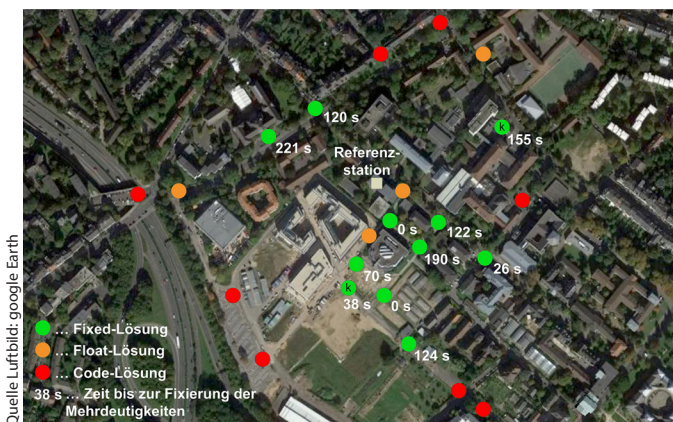 120 s
k
155 s
221 s
Referenz-
station
0 s
122 s
190 s
26 s
70 s
k
38 s
0 s
124 s
... Fixed-Lösung
... Float-Lösung
... Code-Lösung
38 s ... Zeit bis zur Fixierung der
Mehrdeutigkeiten
Quelle Luftbild: google Earth